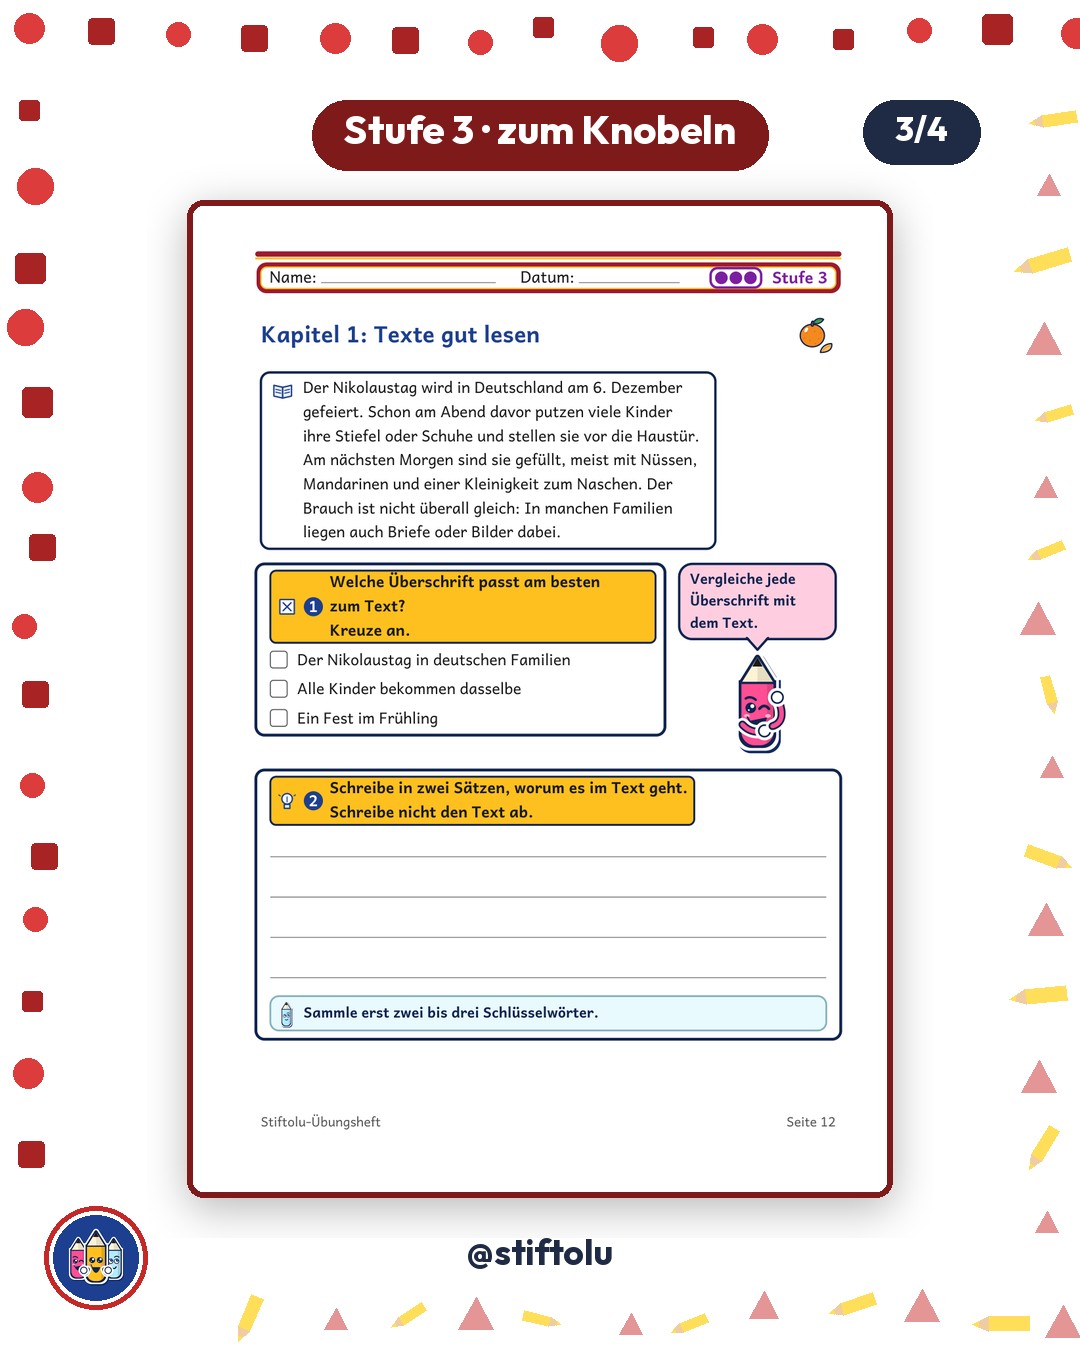 Stufe 3 · zum Knobeln
3/4
Name:
Datum:
Stufe 3
Kapitel 1: Texte gut lesen
Der Nikolaustag wird in Deutschland am 6. Dezember
gefeiert. Schon am Abend davor putzen viele Kinder
ihre Stiefel oder Schuhe und stellen sie vor die Haustür.
Am nächsten Morgen sind sie gefüllt, meist mit Nüssen,
Mandarinen und einer Kleinigkeit zum Naschen. Der
Brauch ist nicht überall gleich: In manchen Familien
liegen auch Briefe oder Bilder dabei.
1
Welche Überschrift passt am besten
zum Text?
Kreuze an.
Der Nikolaustag in deutschen Familien
Alle Kinder bekommen dasselbe
Ein Fest im Frühling
Vergleiche jede
Überschrift mit
dem Text.
2
Schreibe in zwei Sätzen, worum es im Text geht.
Schreibe nicht den Text ab.
Sammle erst zwei bis drei Schlüsselwörter.
Stiftolu-Übungsheft
Seite 12
@stiftolu